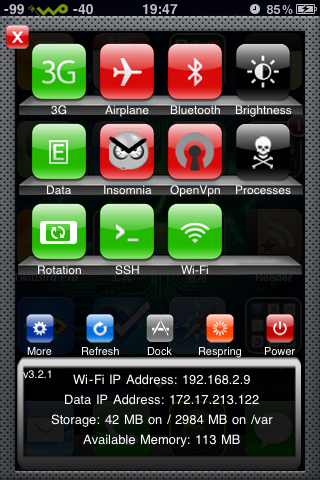 -99 -40 19:47 85%
X
3G
3G Airplane Bluetooth Brightness
E
Data Insomnia OpenVpn Processes
>_
Rotation SSH Wi-Fi
More Refresh Dock Respring Power
v3.2.1
Wi-Fi IP Address: 192.168.2.9
Data IP Address: 172.17.213.122
Storage: 42 MB on / 2984 MB on /var
Available Memory: 113 MB